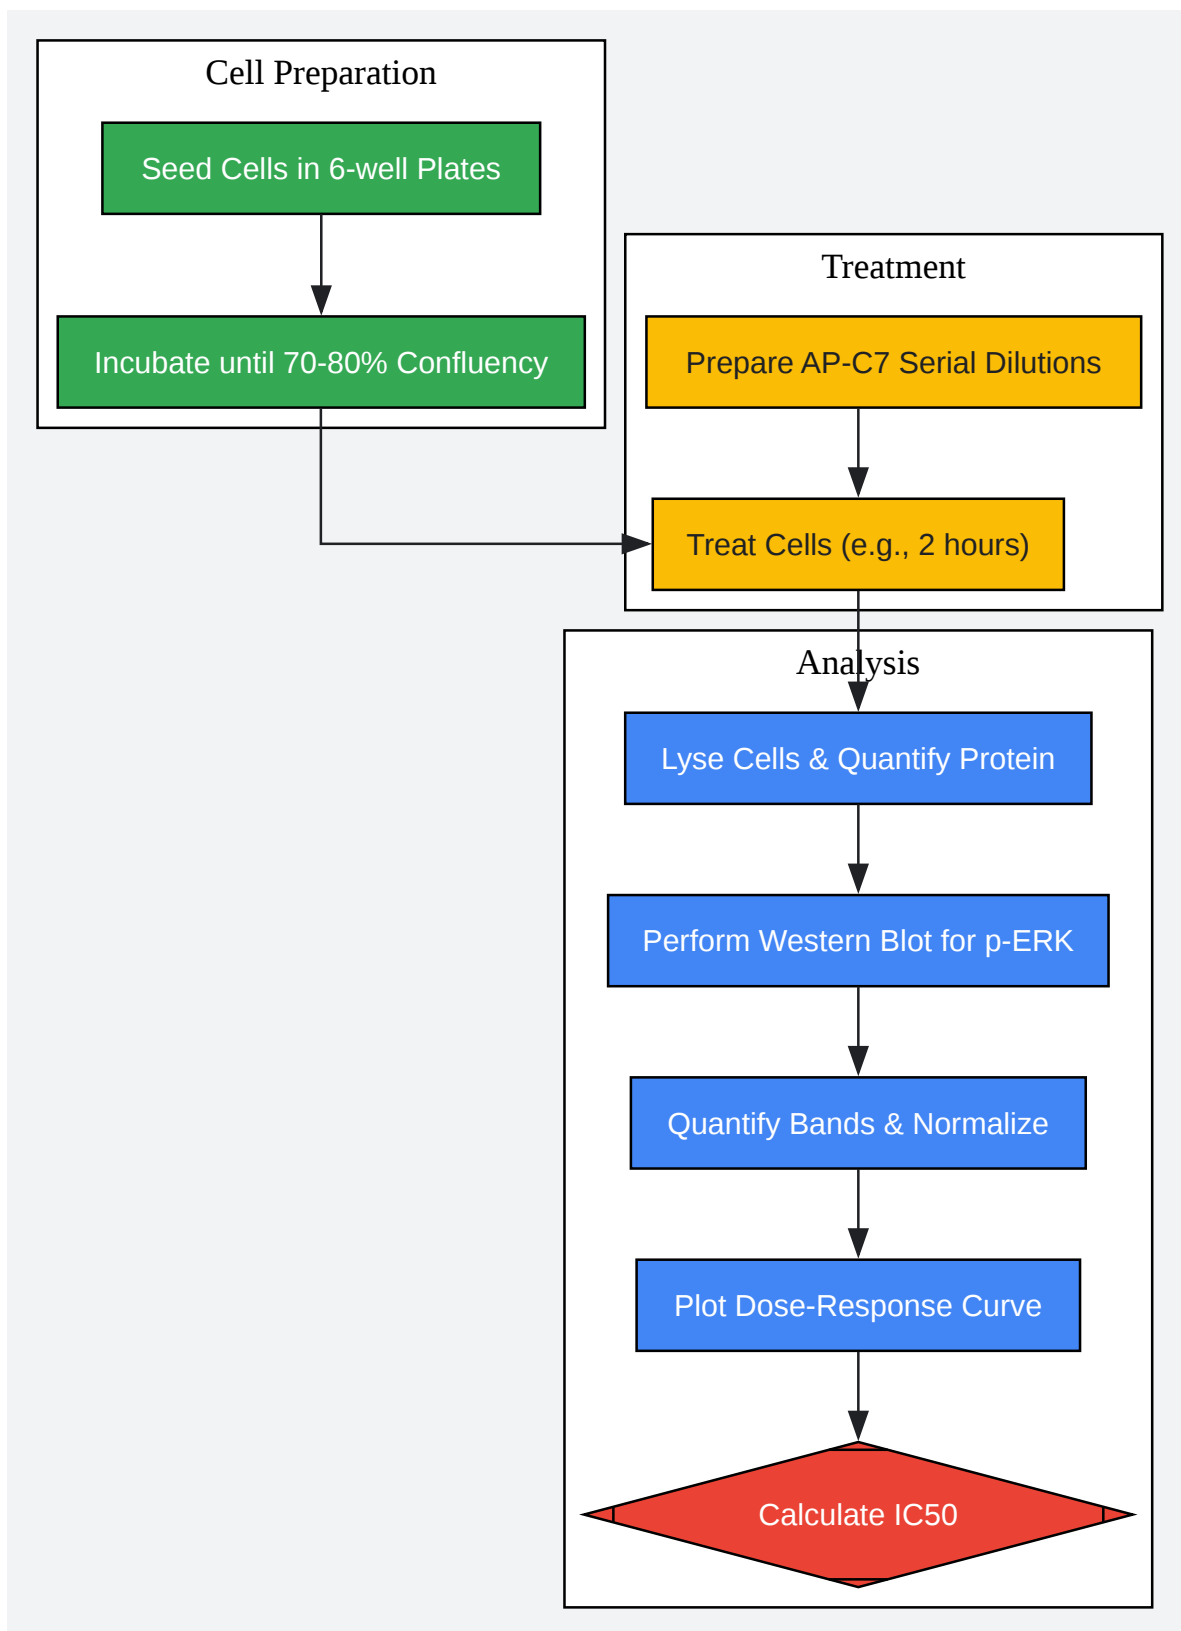 Cell Preparation
Seed Cells in 6-well Plates
Incubate until 70-80% Confluency
Treatment
Prepare AP-C7 Serial Dilutions
Treat Cells (e.g., 2 hours)
Analysis
Lyse Cells & Quantify Protein
Perform Western Blot for p-ERK
Quantify Bands & Normalize
Plot Dose-Response Curve
Calculate IC50